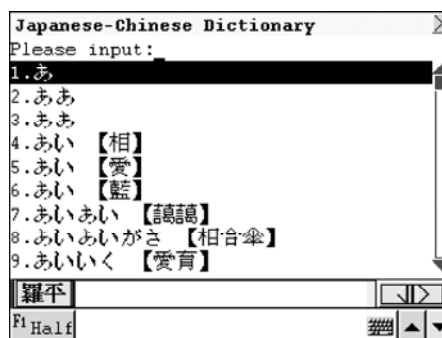 Japanese-Chinese Dictionary
Please input:_
1.あ
2.ああ
3.ああ
4.あい 【相】
5.あい 【愛】
6.あい 【藍】
7.あいあい 【藹藹】
8.あいあいがさ 【相合傘】
9.あいいく 【愛育】
羅平
F1 Half